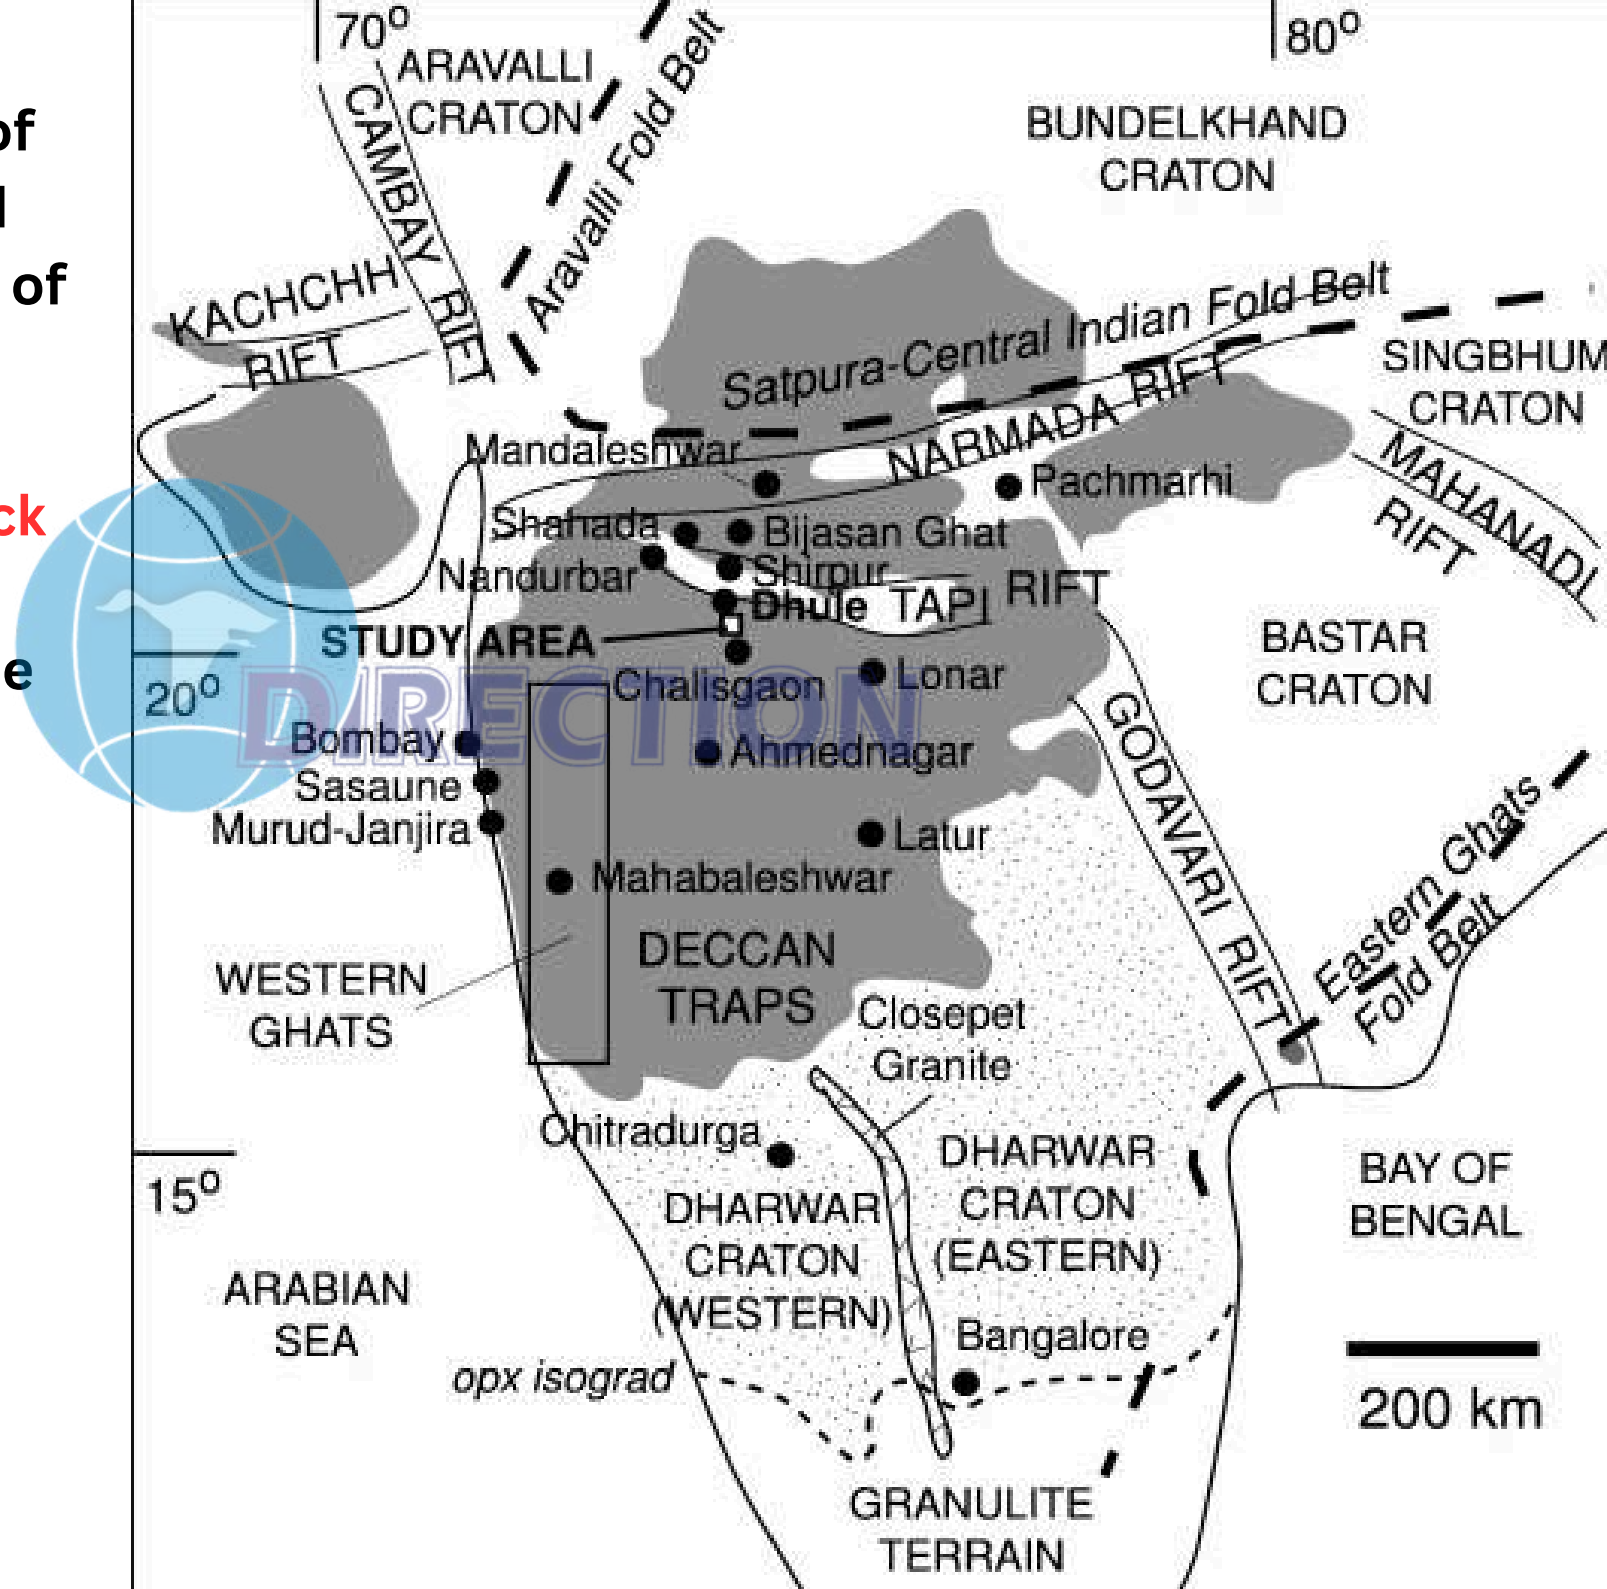 of
l
of
ck
e
70°
80°
ARAVALLI
CRATON
Aravalli Fold Belt
CAMBAY RIFT
BUNDELKHAND
CRATON
KACHCHH
RIFT
Satpura-Central Indian Fold Belt
SINGBHUM
CRATON
NARMADA RIFT
Mandaleshwar
Pachmarhi
MAHANADI
RIFT
Shahada
Bijasan Ghat
Nandurbar
Shirpur
Dhule
TAPI RIFT
STUDY AREA
BASTAR
CRATON
20°
DIRECTION
Chalisgaon
Lonar
Bombay
Ahmednagar
Sasaune
Murud-Janjira
Latur
GODAVARI RIFT
Mahabaleshwar
Eastern Ghats
Fold Belt
DECCAN
TRAPS
WESTERN
GHATS
Closepet
Granite
Chitradurga
15°
DHARWAR
CRATON
(EASTERN)
BAY OF
BENGAL
DHARWAR
CRATON
(WESTERN)
ARABIAN
SEA
Bangalore
opx isograd
200 km
GRANULITE
TERRAIN